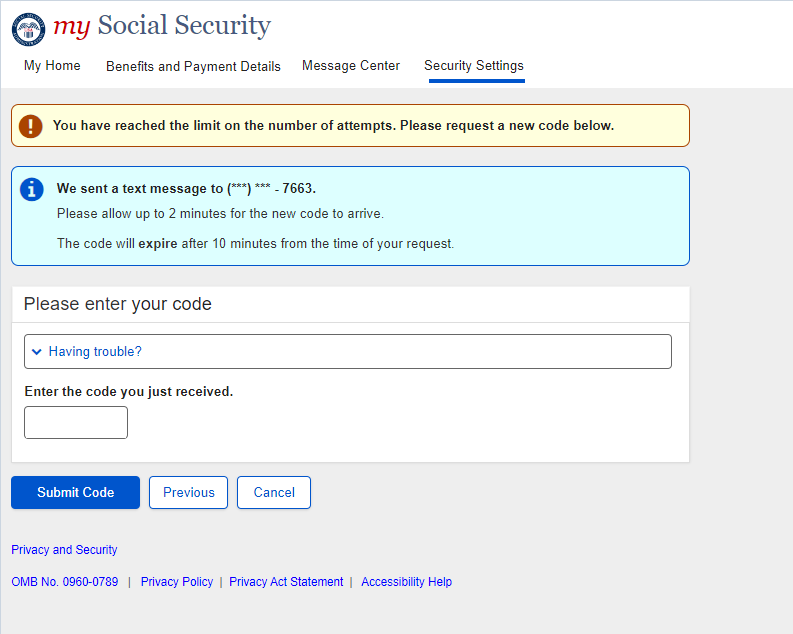 my Social Security
My Home Benefits and Payment Details Message Center Security Settings
You have reached the limit on the number of attempts. Please request a new code below.
We sent a text message to (***) *** - 7663.
Please allow up to 2 minutes for the new code to arrive.
The code will expire after 10 minutes from the time of your request.
Please enter your code
Having trouble?
Enter the code you just received.
Submit Code Previous Cancel
Privacy and Security
OMB No. 0960-0789 | Privacy Policy | Privacy Act Statement | Accessibility Help